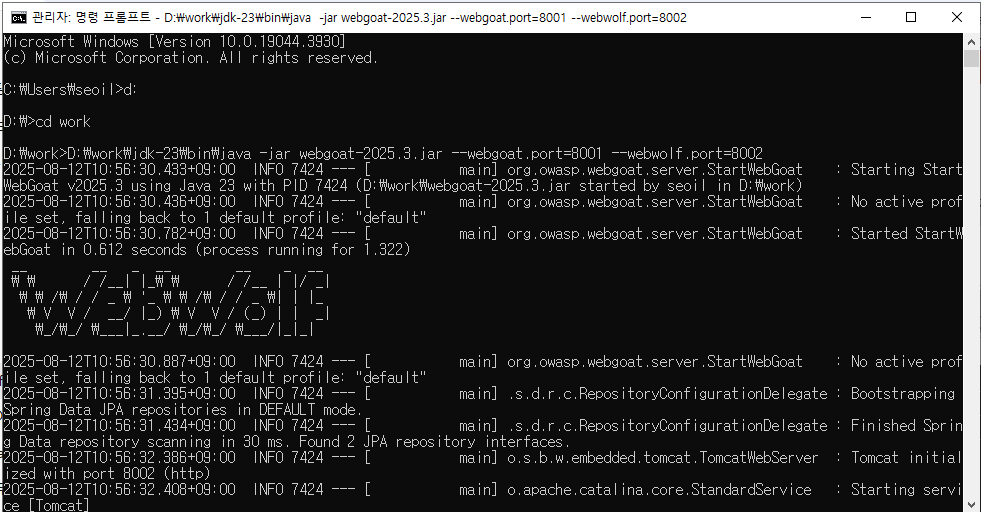 관리자: 명령 프롬프트 - D:₩work₩jdk-23₩bin₩java  -jar webgoat-2025.3.jar --webgoat.port=8001 --webwolf.port=8002
Microsoft Windows [Version 10.0.19044.3930]
(c) Microsoft Corporation. All rights reserved.
C:₩Users₩seoil>d:
D:₩>cd work
D:₩work>D:₩work₩jdk-23₩bin₩java -jar webgoat-2025.3.jar --webgoat.port=8001 --webwolf.port=8002
2025-08-12T10:56:30.433+09:00  INFO 7424 --- [           main] org.owasp.webgoat.server.StartWebGoat    : Starting Start
WebGoat v2025.3 using Java 23 with PID 7424 (D:₩work₩webgoat-2025.3.jar started by seoil in D:₩work)
2025-08-12T10:56:30.436+09:00  INFO 7424 --- [           main] org.owasp.webgoat.server.StartWebGoat    : No active prof
ile set, falling back to 1 default profile: "default"
2025-08-12T10:56:30.782+09:00  INFO 7424 --- [           main] org.owasp.webgoat.server.StartWebGoat    : Started StartW
ebGoat in 0.612 seconds (process running for 1.322)
WebWolf
2025-08-12T10:56:30.887+09:00  INFO 7424 --- [           main] org.owasp.webgoat.server.StartWebGoat    : No active prof
ile set, falling back to 1 default profile: "default"
2025-08-12T10:56:31.395+09:00  INFO 7424 --- [           main] .s.d.r.c.RepositoryConfigurationDelegate : Bootstrapping
Spring Data JPA repositories in DEFAULT mode.
2025-08-12T10:56:31.434+09:00  INFO 7424 --- [           main] .s.d.r.c.RepositoryConfigurationDelegate : Finished Sprin
g Data repository scanning in 30 ms. Found 2 JPA repository interfaces.
2025-08-12T10:56:32.386+09:00  INFO 7424 --- [           main] o.s.b.w.embedded.tomcat.TomcatWebServer  : Tomcat initial
ized with port 8002 (http)
2025-08-12T10:56:32.408+09:00  INFO 7424 --- [           main] o.apache.catalina.core.StandardService   : Starting servi
ce [Tomcat]